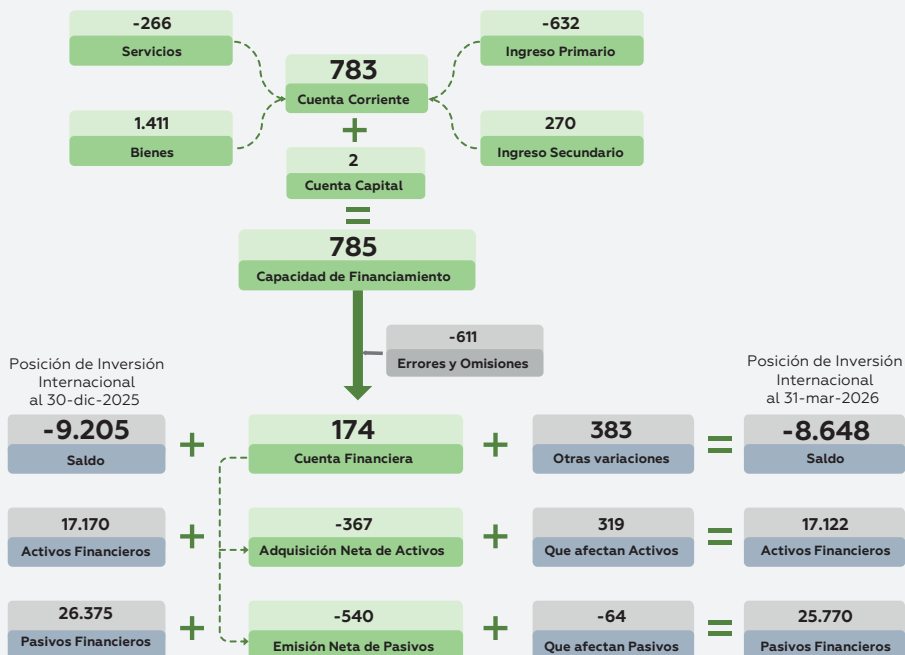 -266
Servicios
-632
Ingreso Primario
783
Cuenta Corriente
1.411
Bienes
270
Ingreso Secundario
+
2
Cuenta Capital
=
785
Capacidad de Financiamiento
-611
Errores y Omisiones
Posición de Inversión
Internacional
al 30-dic-2025
Posición de Inversión
Internacional
al 31-mar-2026
-9.205
Saldo
+
174
Cuenta Financiera
+
383
Otras variaciones
=
-8.648
Saldo
17.170
Activos Financieros
+
-367
Adquisición Neta de Activos
+
319
Que afectan Activos
=
17.122
Activos Financieros
26.375
Pasivos Financieros
+
-540
Emisión Neta de Pasivos
+
-64
Que afectan Pasivos
=
25.770
Pasivos Financieros